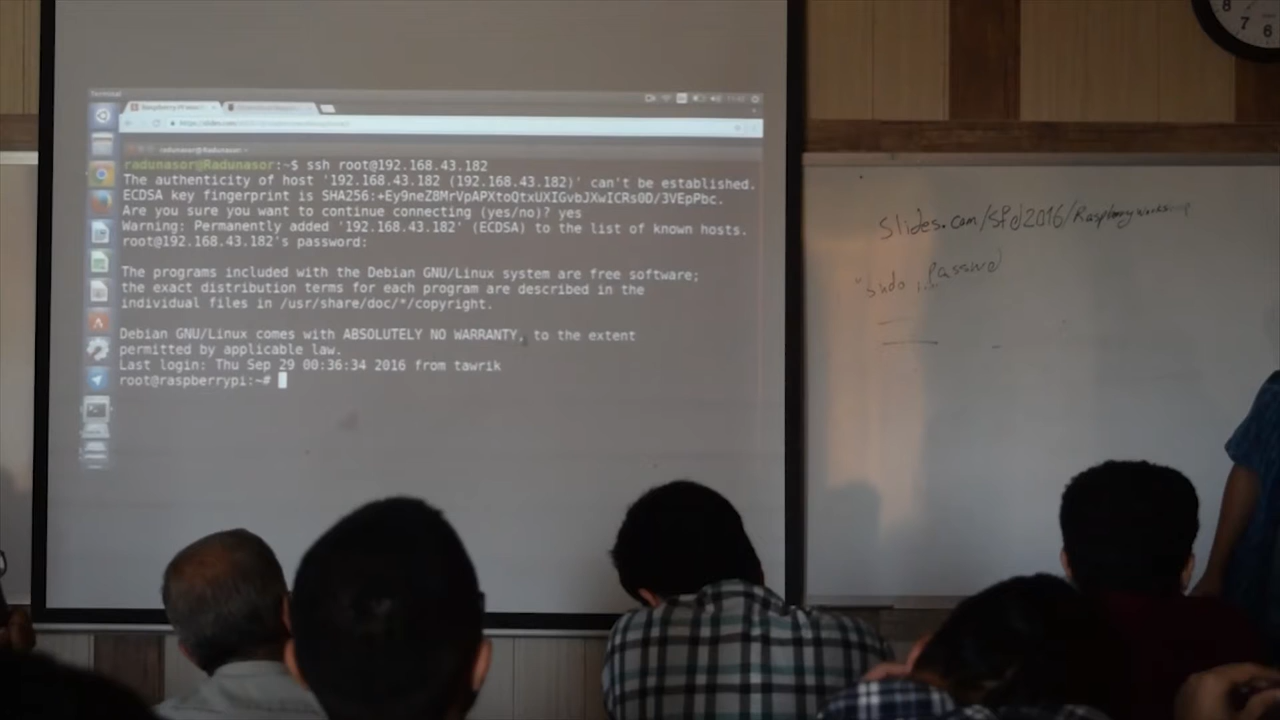 Terminal
radunasor@Radunasor:~$ ssh root@192.168.43.182
The authenticity of host '192.168.43.182 (192.168.43.182)' can't be established.
ECDSA key fingerprint is SHA256:+Ey9neZ8MrVpAPXtoQtxUXIGvbJXwICRs0D/3VEpPbc.
Are you sure you want to continue connecting (yes/no)? yes
Warning: Permanently added '192.168.43.182' (ECDSA) to the list of known hosts.
root@192.168.43.182's password:
The programs included with the Debian GNU/Linux system are free software;
the exact distribution terms for each program are described in the
individual files in /usr/share/doc/*/copyright.
Debian GNU/Linux comes with ABSOLUTELY NO WARRANTY, to the extent
permitted by applicable law.
Last login: Thu Sep 29 00:36:34 2016 from tawrik
root@raspberrypi:~#
Slides.com/Sfd2016/
sudo passwd
8
7
6